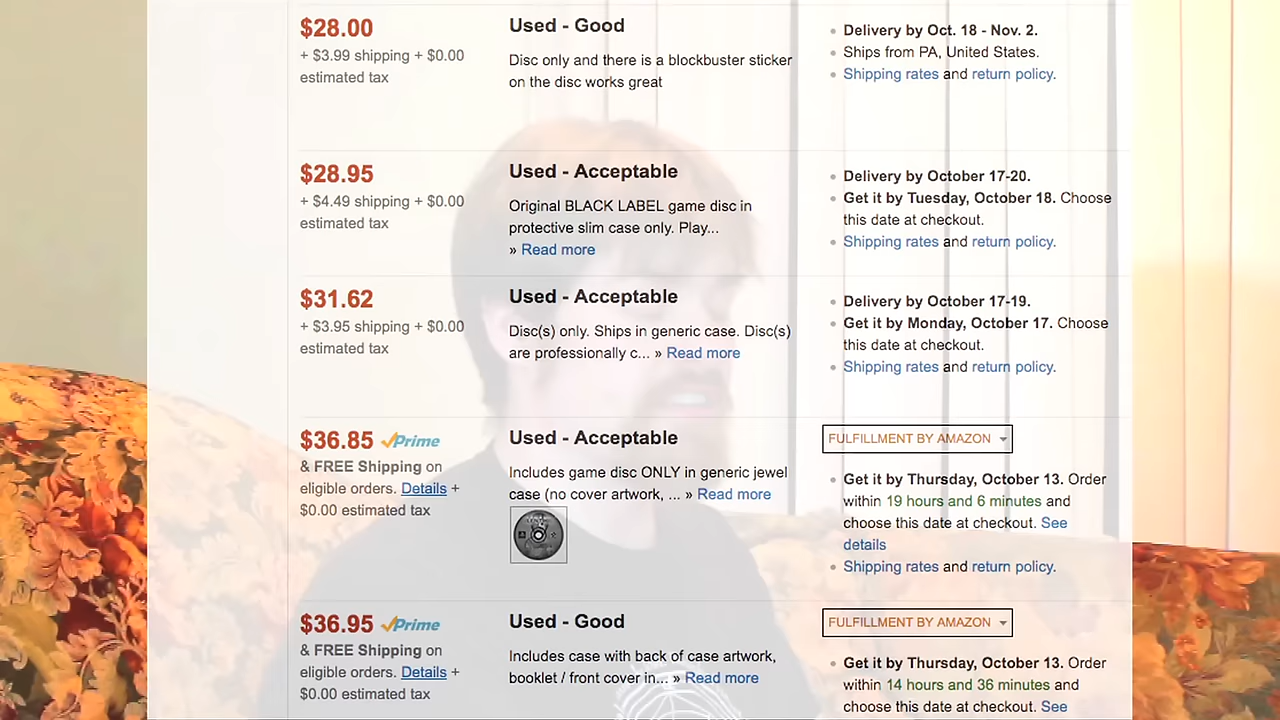 $28.00
+ $3.99 shipping + $0.00
estimated tax
Used - Good
Disc only and there is a blockbuster sticker
on the disc works great
Delivery by Oct. 18 - Nov. 2.
Ships from PA, United States.
Shipping rates and return policy.
$28.95
+ $4.49 shipping + $0.00
estimated tax
Used - Acceptable
Original BLACK LABEL game disc in
protective slim case only. Play...
» Read more
Delivery by October 17-20.
Get it by Tuesday, October 18. Choose
this date at checkout.
Shipping rates and return policy.
$31.62
+ $3.95 shipping + $0.00
estimated tax
Used - Acceptable
Disc(s) only. Ships in generic case. Disc(s)
are professionally c... » Read more
Delivery by October 17-19.
Get it by Monday, October 17. Choose
this date at checkout.
Shipping rates and return policy.
$36.85 Prime
& FREE Shipping on
eligible orders. Details +
$0.00 estimated tax
Used - Acceptable
Includes game disc ONLY in generic jewel
case (no cover artwork, ... » Read more
FULFILLMENT BY AMAZON
Get it by Thursday, October 13. Order
within 19 hours and 6 minutes and
choose this date at checkout. See
details
Shipping rates and return policy.
$36.95 Prime
& FREE Shipping on
eligible orders. Details +
$0.00 estimated tax
Used - Good
Includes case with back of case artwork,
booklet / front cover in... » Read more
FULFILLMENT BY AMAZON
Get it by Thursday, October 13. Order
within 14 hours and 36 minutes and
choose this date at checkout. See